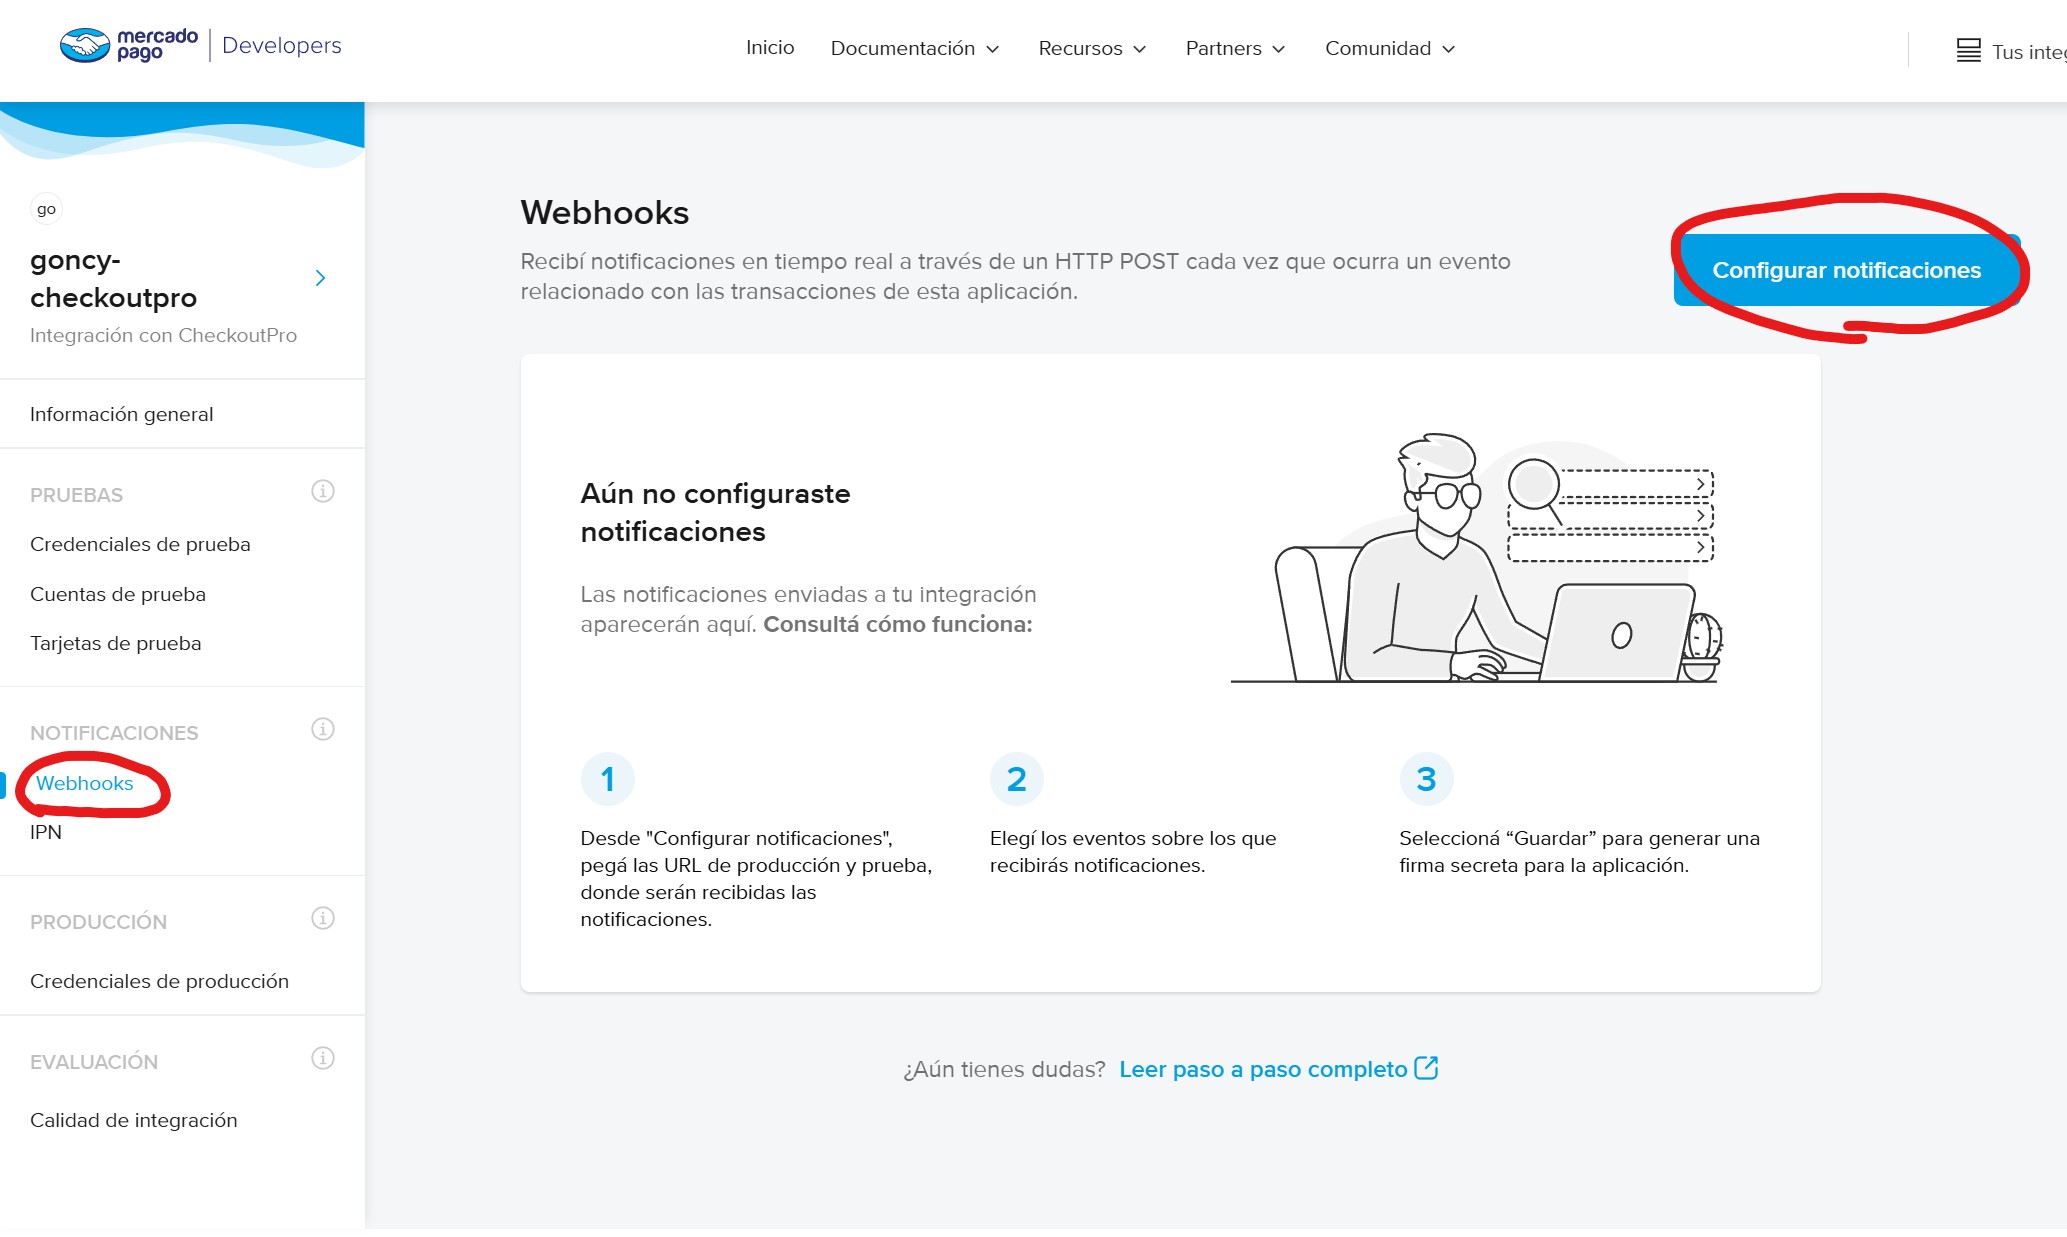 mercado
pago
Developers
Inicio
Documentación
Recursos
Partners
Comunidad
Tus integ
go
goncy-
checkoutpro
Integración con CheckoutPro
Información general
PRUEBAS
Credenciales de prueba
Cuentas de prueba
Tarjetas de prueba
NOTIFICACIONES
Webhooks
IPN
PRODUCCIÓN
Credenciales de producción
EVALUACIÓN
Calidad de integración
Webhooks
Recibí notificaciones en tiempo real a través de un HTTP POST cada vez que ocurra un evento
relacionado con las transacciones de esta aplicación.
Configurar notificaciones
Aún no configuraste
notificaciones
Las notificaciones enviadas a tu integración
aparecerán aquí. Consultá cómo funciona:
1
Desde "Configurar notificaciones",
pegá las URL de producción y prueba,
donde serán recibidas las
notificaciones.
2
Elegí los eventos sobre los que
recibirás notificaciones.
3
Seleccioná “Guardar” para generar una
firma secreta para la aplicación.
¿Aún tienes dudas? Leer paso a paso completo